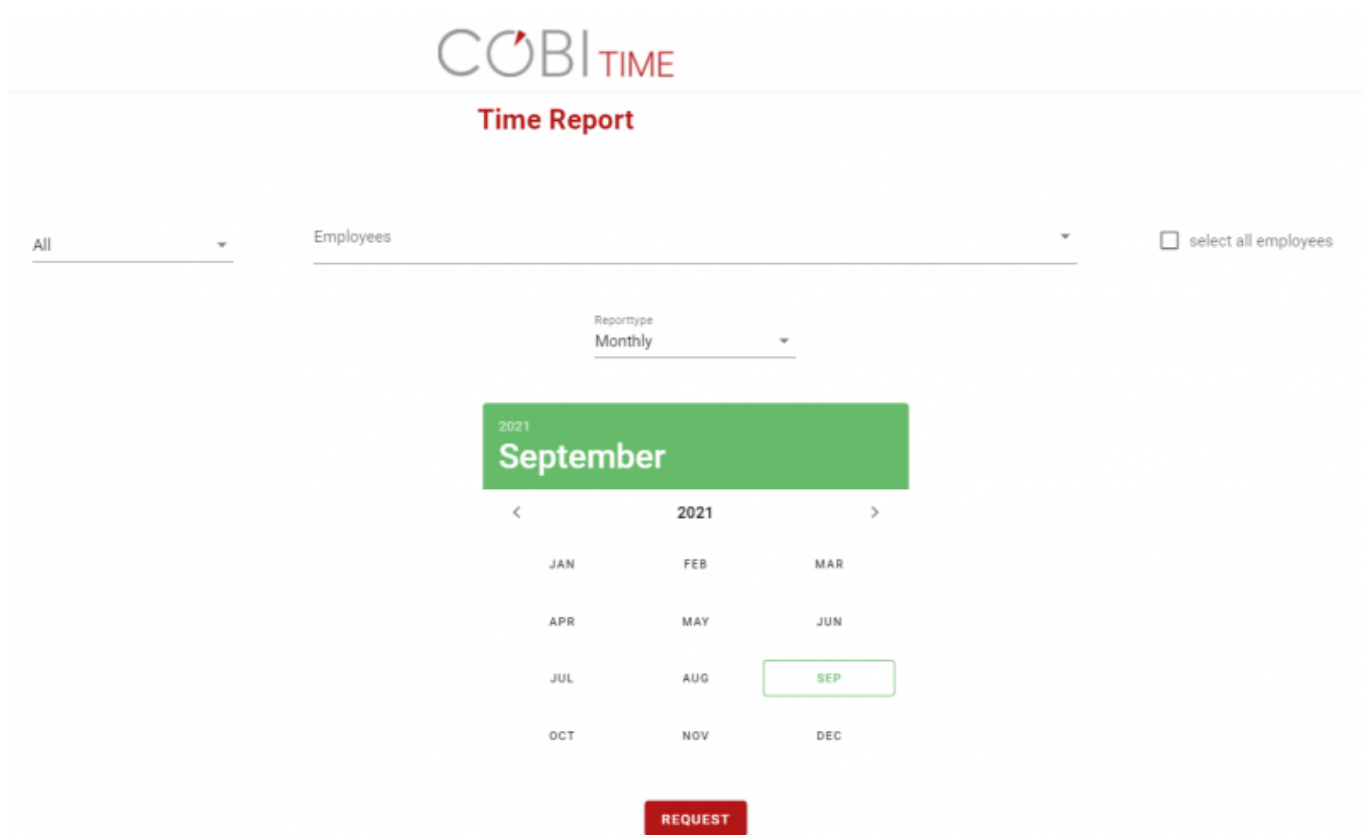 COBI TIME
Time Report
All
Employees
select all employees
Reporttype
Monthly
2021
September
2021
JAN FEB MAR
APR MAY JUN
JUL AUG SEP
OCT NOV DEC
REQUEST